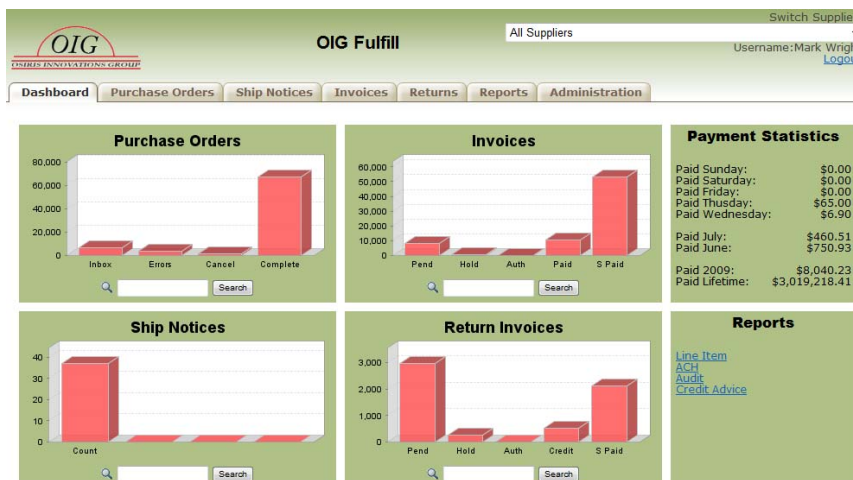 Switch Supplie
OIG
OSIRIS INNOVATIONS GROUP
OIG Fulfill
All Suppliers
Username:Mark Wrigh
Logou
Dashboard Purchase Orders Ship Notices Invoices Returns Reports Administration
Purchase Orders
80,000
60,000
40,000
20,000
0
Inbox Errors Cancel Complete
Search
Invoices
60,000
50,000
40,000
30,000
20,000
10,000
0
Pend Hold Auth Paid S Paid
Search
Payment Statistics
Paid Sunday: $0.00
Paid Saturday: $0.00
Paid Friday: $0.00
Paid Thusday: $65.00
Paid Wednesday: $6.90
Paid July: $460.51
Paid June: $750.93
Paid 2009: $8,040.23
Paid Lifetime: $3,019,218.41
Ship Notices
40
30
20
10
0
Count
Search
Return Invoices
3,000
2,000
1,000
0
Pend Hold Auth Credit S Paid
Search
Reports
Line Item
ACH
Audit
Credit Advice